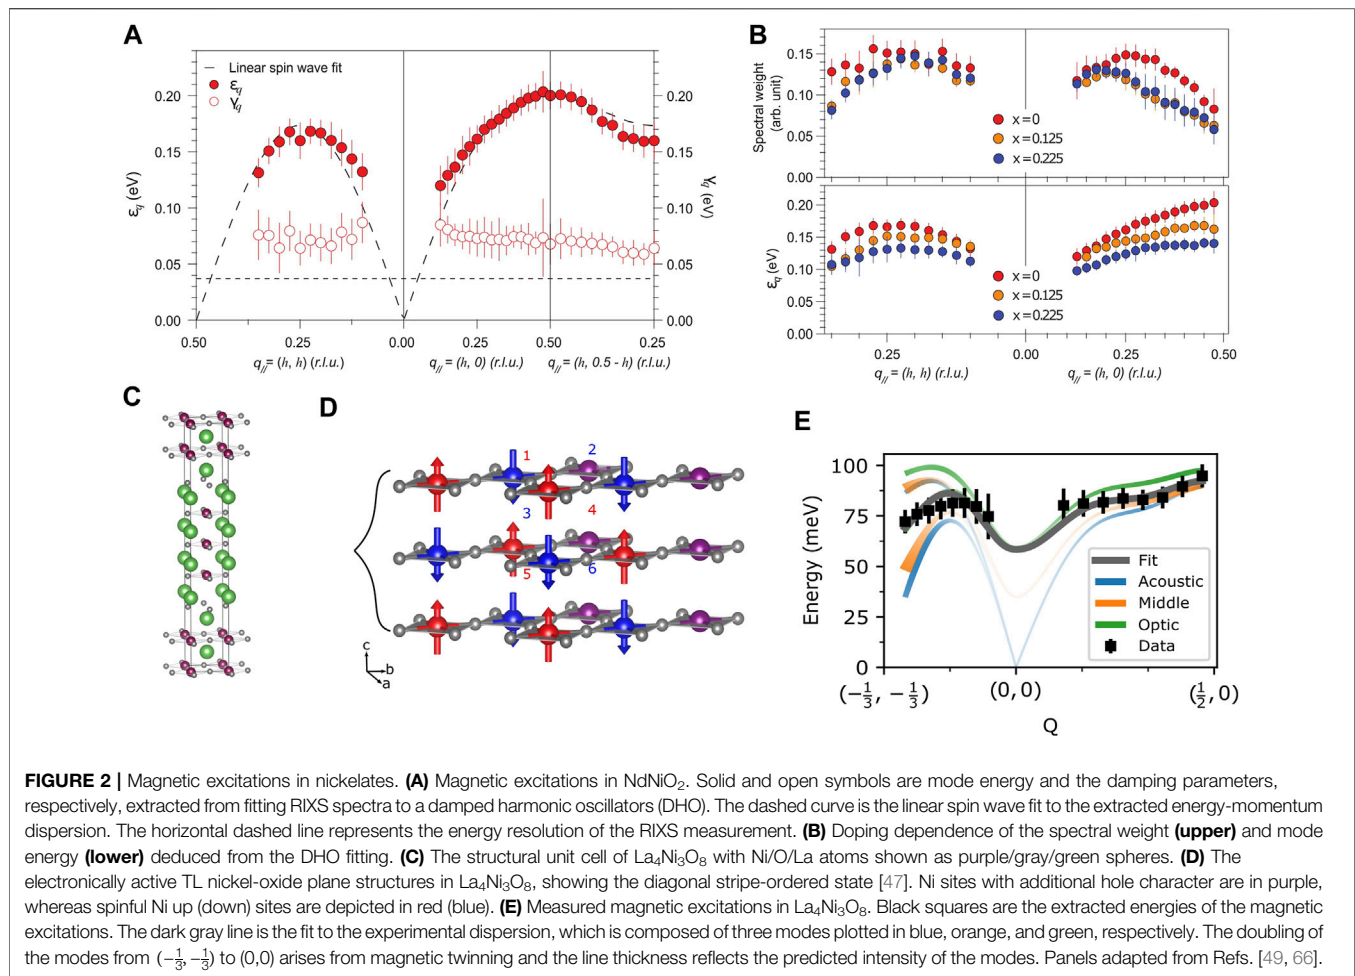 A
Linear spin wave fit
εq
γq
0.20
0.15
0.10
0.05
0.00
εq (eV)
0.20
0.15
0.10
0.05
0.00
γq (eV)
0.50
0.25
0.00
0.25
0.50
0.25
q// = (h, h) (r.l.u.)
q// = (h, 0) (r.l.u.)
q// = (h, 0.5 - h) (r.l.u.)
B
Spectral weight
(arb. unit)
0.15
0.10
0.05
0.00
x = 0
x = 0.125
x = 0.225
εq (eV)
0.20
0.15
0.10
0.05
0.00
x = 0
x = 0.125
x = 0.225
0.25
0.00
0.25
0.50
q// = (h, h) (r.l.u.)
q// = (h, 0) (r.l.u.)
C
D
1
2
3
4
5
6
c
b
a
E
Energy (meV)
100
75
50
25
0
Fit
Acoustic
Middle
Optic
Data
(-1/3, -1/3)
(0, 0)
(1/2, 0)
Q
FIGURE 2 | Magnetic excitations in nickelates. (A) Magnetic excitations in NdNiO2. Solid and open symbols are mode energy and the damping parameters,
respectively, extracted from fitting RIXS spectra to a damped harmonic oscillators (DHO). The dashed curve is the linear spin wave fit to the extracted energy-momentum
dispersion. The horizontal dashed line represents the energy resolution of the RIXS measurement. (B) Doping dependence of the spectral weight (upper) and mode
energy (lower) deduced from the DHO fitting. (C) The structural unit cell of La4Ni3O8 with Ni/O/La atoms shown as purple/gray/green spheres. (D) The
electronically active TL nickel-oxide plane structures in La4Ni3O8, showing the diagonal stripe-ordered state [47]. Ni sites with additional hole character are in purple,
whereas spinful Ni up (down) sites are depicted in red (blue). (E) Measured magnetic excitations in La4Ni3O8. Black squares are the extracted energies of the magnetic
excitations. The dark gray line is the fit to the experimental dispersion, which is composed of three modes plotted in blue, orange, and green, respectively. The doubling of
the modes from (-1/3, -1/3) to (0,0) arises from magnetic twinning and the line thickness reflects the predicted intensity of the modes. Panels adapted from Refs. [49, 66].